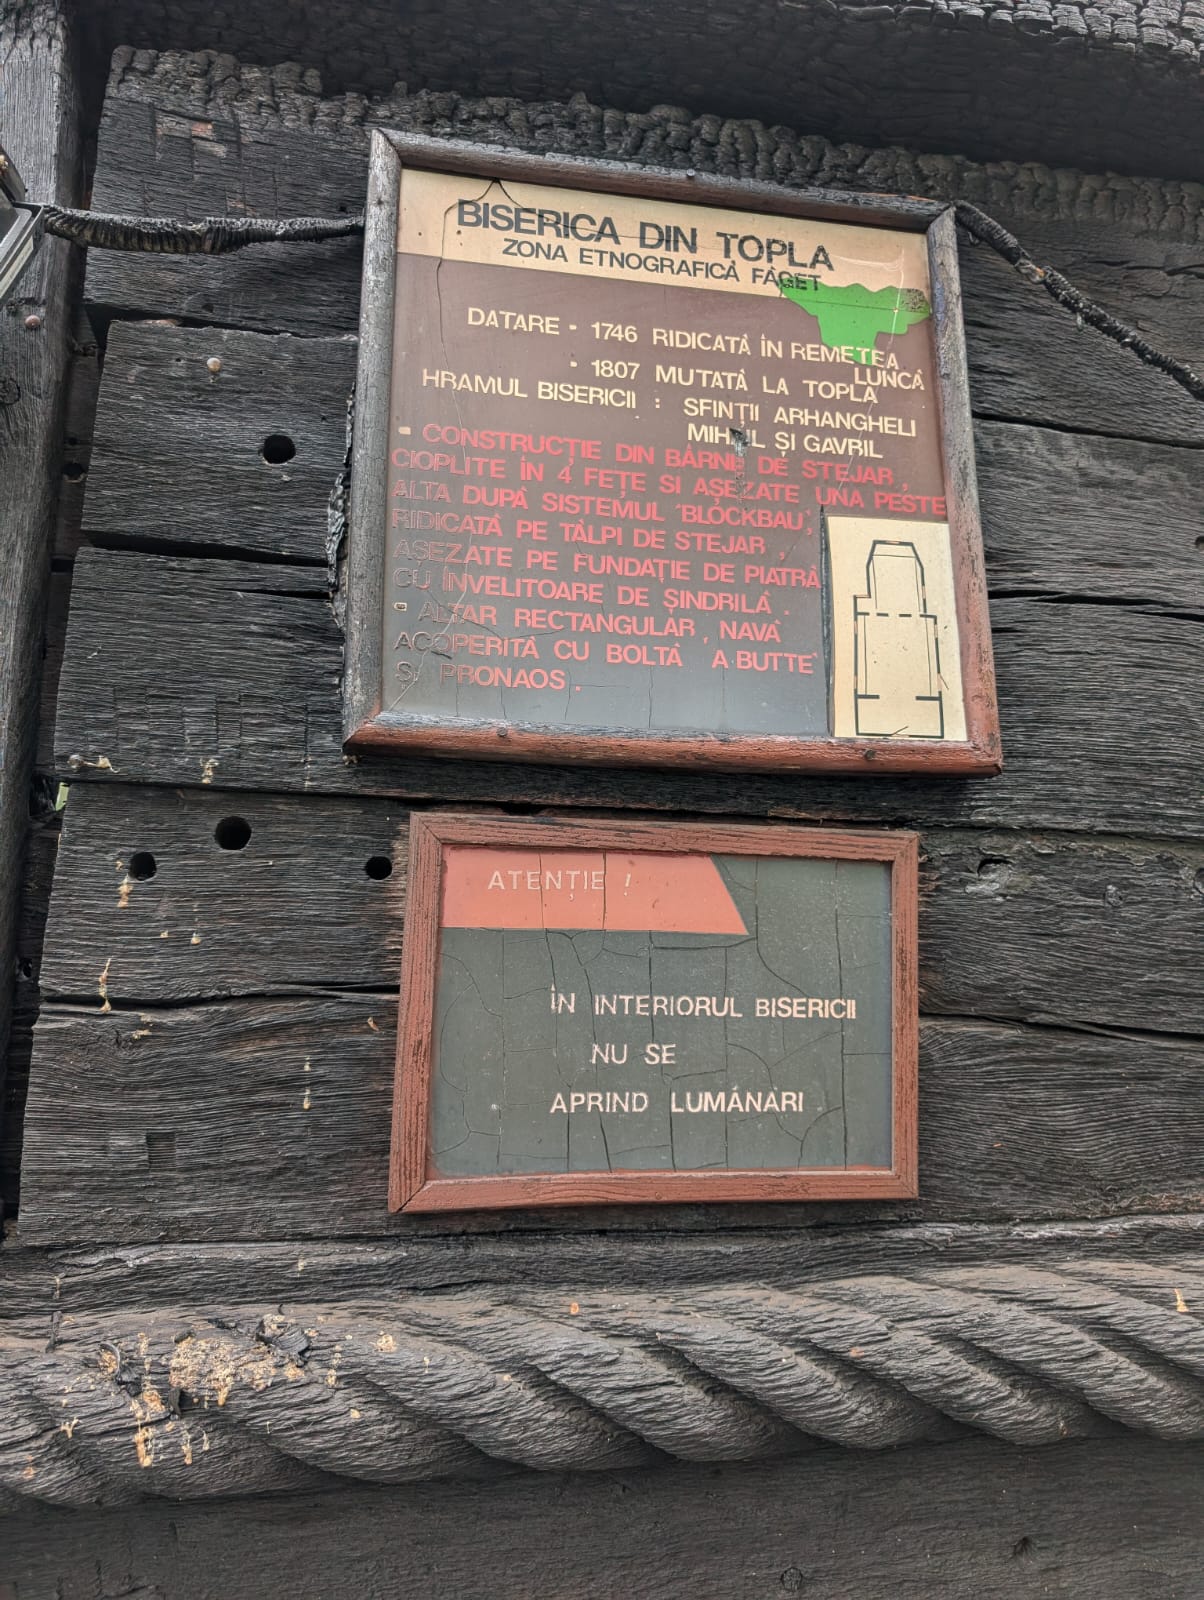 BISERICA DIN TOPLA
ZONA ETNOGRAFICĂ FĂGET
DATARE • 1746 RIDICATĂ ÎN REMETEA
LUNCĂ
• 1807 MUTATĂ LA TOPLA
HRAMUL BISERICII : SFINȚII ARHANGHELI
MIHAIL ȘI GAVRIL
- CONSTRUCȚIE DIN BÂRNE DE STEJAR,
CIOPLITE ÎN 4 FEȚE SI AȘEZATE UNA PESTE
ALTA DUPĂ SISTEMUL "BLOCKBAU",
RIDICATĂ PE TĂLPI DE STEJAR,
AȘEZATE PE FUNDAȚIE DE PIATRĂ
CU ÎNVELITOARE DE ȘINDRILĂ.
- ALTAR RECTANGULAR, NAVĂ
ACOPERITĂ CU BOLTĂ "A BUTTE"
ȘI PRONAOS.
ATENȚIE !
ÎN INTERIORUL BISERICII
NU SE
APRIND LUMÂNĂRI